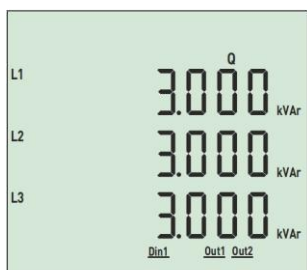 Q
L1 3.000 kVAr
L2 3.000 kVAr
L3 3.000 kVAr
Din1 Out1 Out2